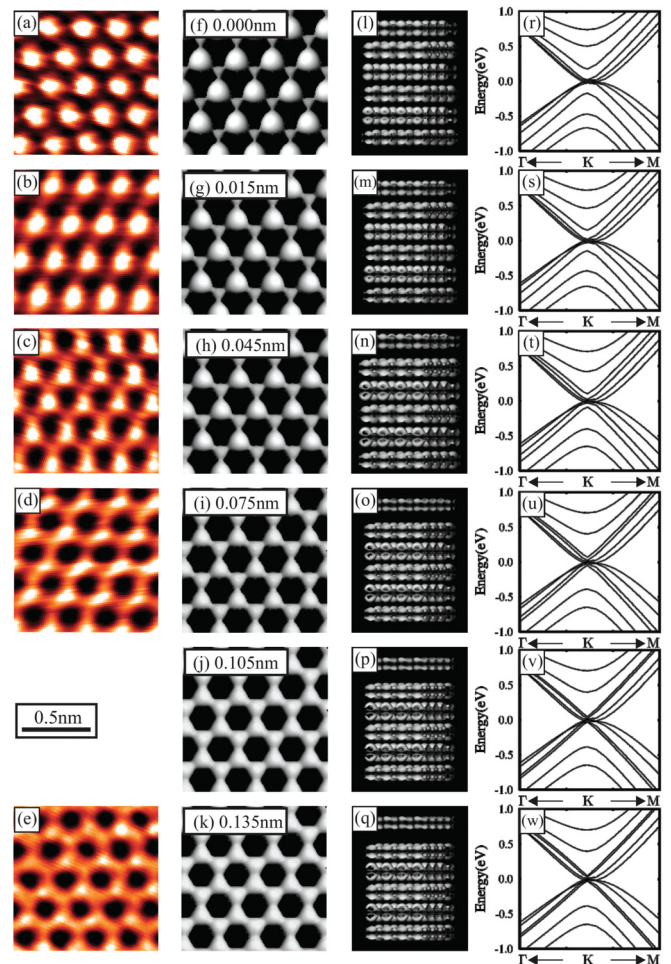 (a) (f) 0.000nm (l) (r)
Energy(eV)
1.0
0.5
0.0
-0.5
-1.0
Γ K M
(b) (g) 0.015nm (m) (s)
Energy(eV)
1.0
0.5
0.0
-0.5
-1.0
Γ K M
(c) (h) 0.045nm (n) (t)
Energy(eV)
1.0
0.5
0.0
-0.5
-1.0
Γ K M
(d) (i) 0.075nm (o) (u)
Energy(eV)
1.0
0.5
0.0
-0.5
-1.0
Γ K M
0.5nm
(j) 0.105nm (p) (v)
Energy(eV)
1.0
0.5
0.0
-0.5
-1.0
Γ K M
(e) (k) 0.135nm (q) (w)
Energy(eV)
1.0
0.5
0.0
-0.5
-1.0
Γ K M